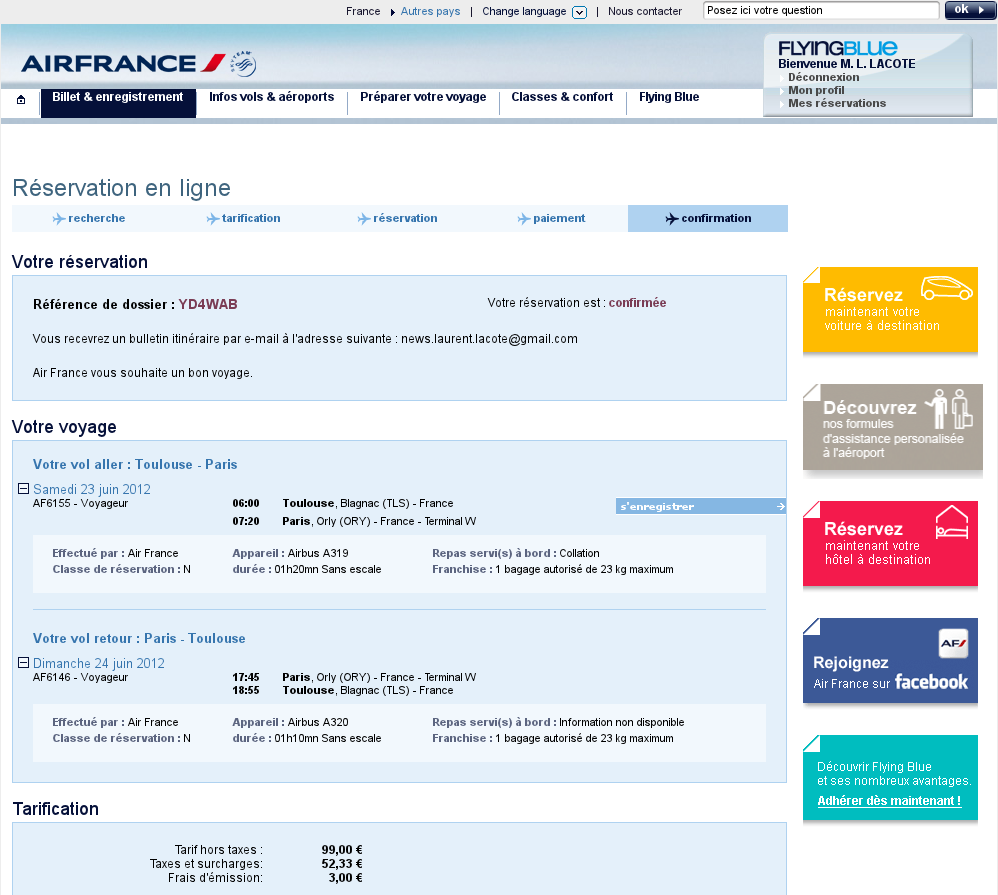 France Autres pays | Change language | Nous contacter Posez ici votre question ok
AIRFRANCE
FLYINGBLUE
Bienvenue M. L. LACOTE
Déconnexion
Mon profil
Mes réservations
Billet & enregistrement Infos vols & aéroports Préparer votre voyage Classes & confort Flying Blue
Réservation en ligne
recherche tarification réservation paiement confirmation
Votre réservation
Référence de dossier : YD4WAB Votre réservation est : confirmée
Vous recevrez un bulletin itinéraire par e-mail à l'adresse suivante : news.laurent.lacote@gmail.com
Air France vous souhaite un bon voyage.
Votre voyage
Votre vol aller : Toulouse - Paris
Samedi 23 juin 2012
AF6155 - Voyageur 06:00 Toulouse, Blagnac (TLS) - France s'enregistrer
07:20 Paris, Orly (ORY) - France - Terminal W
Effectué par : Air France Appareil : Airbus A319 Repas servi(s) à bord : Collation
Classe de réservation : N durée : 01h20mn Sans escale Franchise : 1 bagage autorisé de 23 kg maximum
Votre vol retour : Paris - Toulouse
Dimanche 24 juin 2012
AF6146 - Voyageur 17:45 Paris, Orly (ORY) - France - Terminal W
18:55 Toulouse, Blagnac (TLS) - France
Effectué par : Air France Appareil : Airbus A320 Repas servi(s) à bord : Information non disponible
Classe de réservation : N durée : 01h10mn Sans escale Franchise : 1 bagage autorisé de 23 kg maximum
Tarification
Tarif hors taxes : 99,00 €
Taxes et surcharges: 52,33 €
Frais d'émission: 3,00 €
Réservez
maintenant votre
voiture à destination
Découvrez
nos formules
d'assistance personalisée
à l'aéroport
Réservez
maintenant votre
hôtel à destination
AF
Rejoignez
Air France sur facebook
Découvrir Flying Blue
et ses nombreux avantages.
Adhérer dès maintenant !